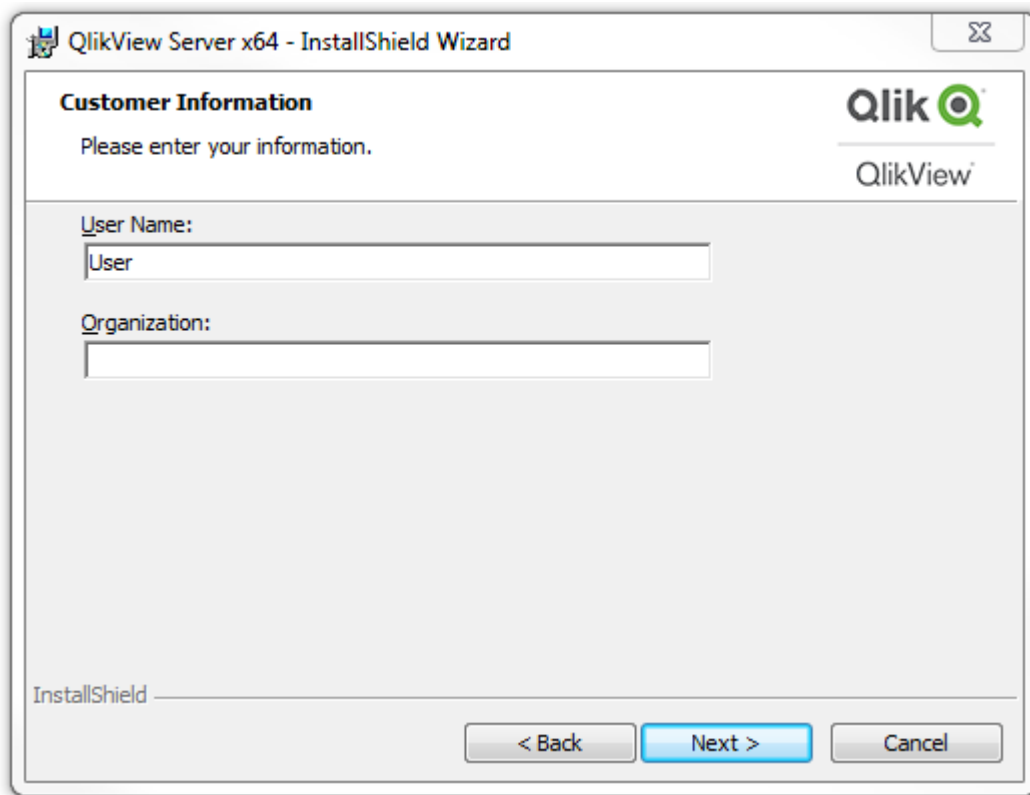 QlikView Server x64 - InstallShield Wizard
Customer Information
Please enter your information.
Qlik
QlikView
User Name:
User
Organization:
InstallShield
< Back
Next >
Cancel